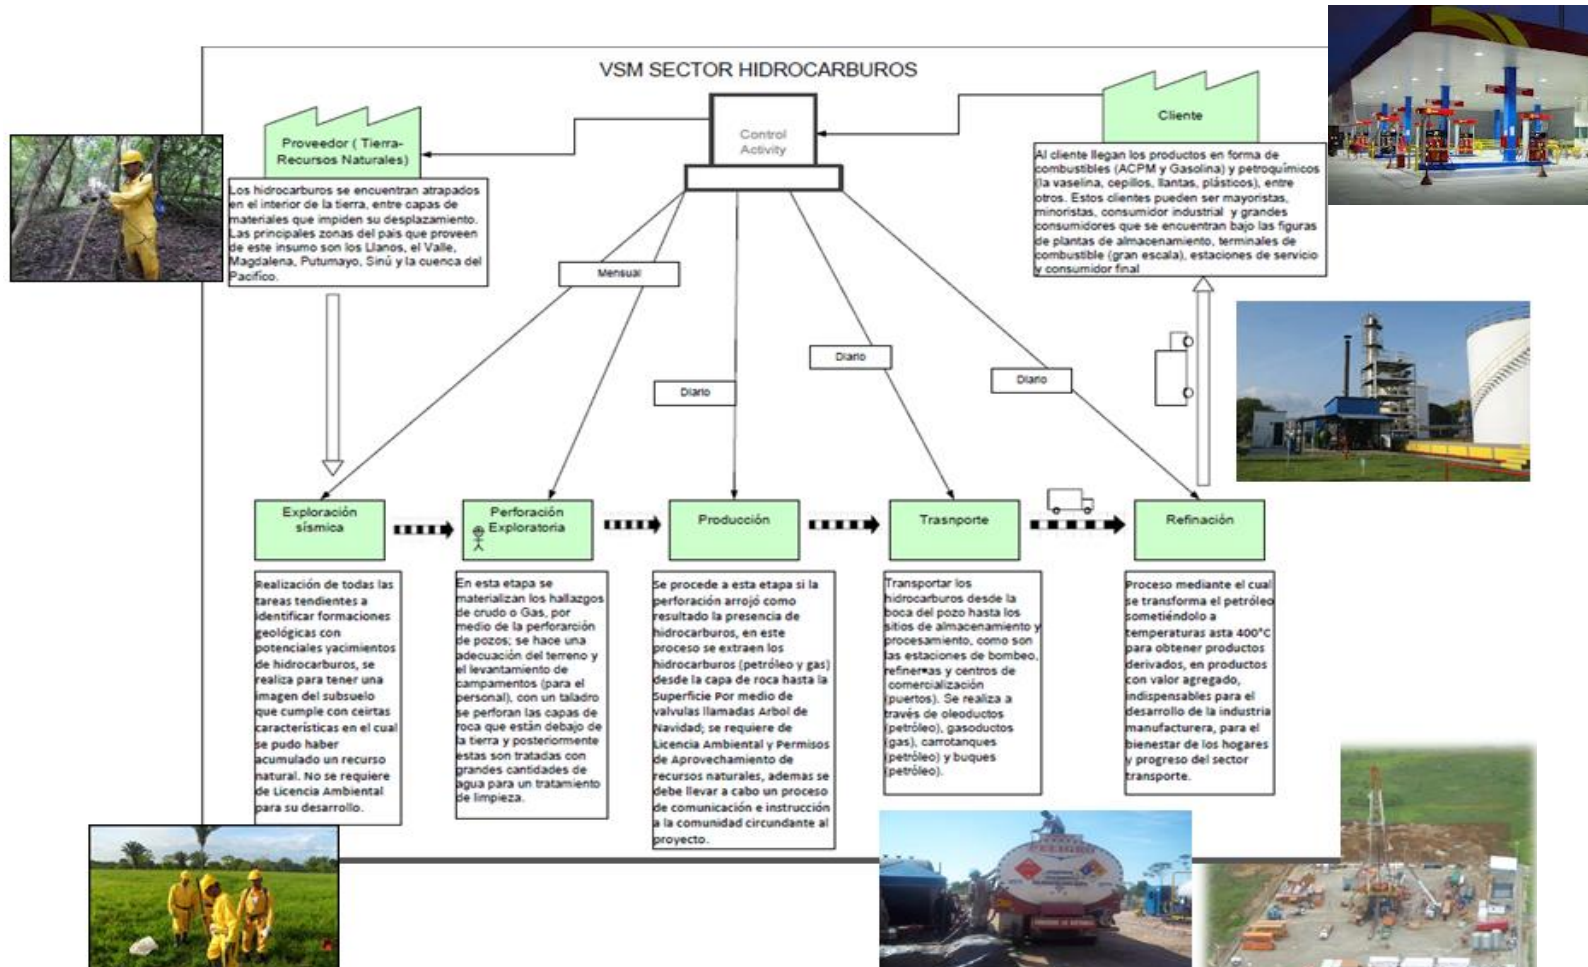 VSM SECTOR HIDROCARBUROS
Proveedor ( Tierra-
Recursos Naturales)
Control
Activity
Cliente
Los hidrocarburos se encuentran atrapados
en el interior de la tierra, entre capas de
materiales que impiden su desplazamiento.
Las principales zonas del pais que proveen
de este insumo son los Llanos, el Valle,
Magdalena, Putumayo, Sinú y la cuenca del
Pacifíco.
Al cliente llegan los productos en forma de
combustibles (ACPM y Gasolina) y petroquímicos
(la vaselina, cepillos, llantas, plásticos), entre
otros. Estos clientes pueden ser mayoristas,
minoristas, consumidor industrial y grandes
consumidores que se encuentran bajo las figuras
de plantas de almacenamiento, terminales de
combustible (gran escala), estaciones de servicio
y consumidor final
Mensual
Diario
Diario
Diario
Exploración
sísmica
Perforación
Exploratoria
Producción
Trasnporte
Refinación
Realización de todas las
tareas tendientes a
identificar formaciones
geológicas con
potenciales yacimientos
de hidrocarburos, se
realiza para tener una
imagen del subsuelo
que cumple con ceirtas
características en el cual
se pudo haber
acumulado un recurso
natural. No se requiere
de Licencia Ambiental
para su desarrollo.
En esta etapa se
materializan los hallazgos
de crudo o Gas, por
medio de la perforarción
de pozos; se hace una
adecuación del terreno y
el levantamiento de
campamentos (para el
personal), con un taladro
se perforan las capas de
roca que están debajo de
la tierra y posteriormente
estas son tratadas con
grandes cantidades de
agua para un tratamiento
de limpieza.
Se procede a esta etapa si la
perforación arrojó como
resultado la presencia de
hidrocarburos, en este
proceso se extraen los
hidrocarburos (petróleo y gas)
desde la capa de roca hasta la
Superficie Por medio de
valvulas llamadas Arbol de
Navidad; se requiere de
Licencia Ambiental y Permisos
de Aprovechamiento de
recursos naturales, ademas se
debe llevar a cabo un proceso
de comunicación e instrucción
a la comunidad circundante al
proyecto.
Transportar los
hidrocarburos desde la
boca del pozo hasta los
sitios de almacenamiento y
procesamiento, como son
las estaciones de bombeo,
refiner*as y centros de
comercialización
(puertos). Se realiza a
través de oleoductos
(petróleo), gasoductos
(gas), carrotanques
(petróleo) y buques
(petróleo).
Proceso mediante el cual
se transforma el petróleo
sometiéndolo a
temperaturas asta 400°C
para obtener productos
derivados, en productos
con valor agregado,
indispensables para el
desarrollo de la industria
manufacturera, para el
bienestar de los hogares
y progreso del sector
transporte.
PELIGRO